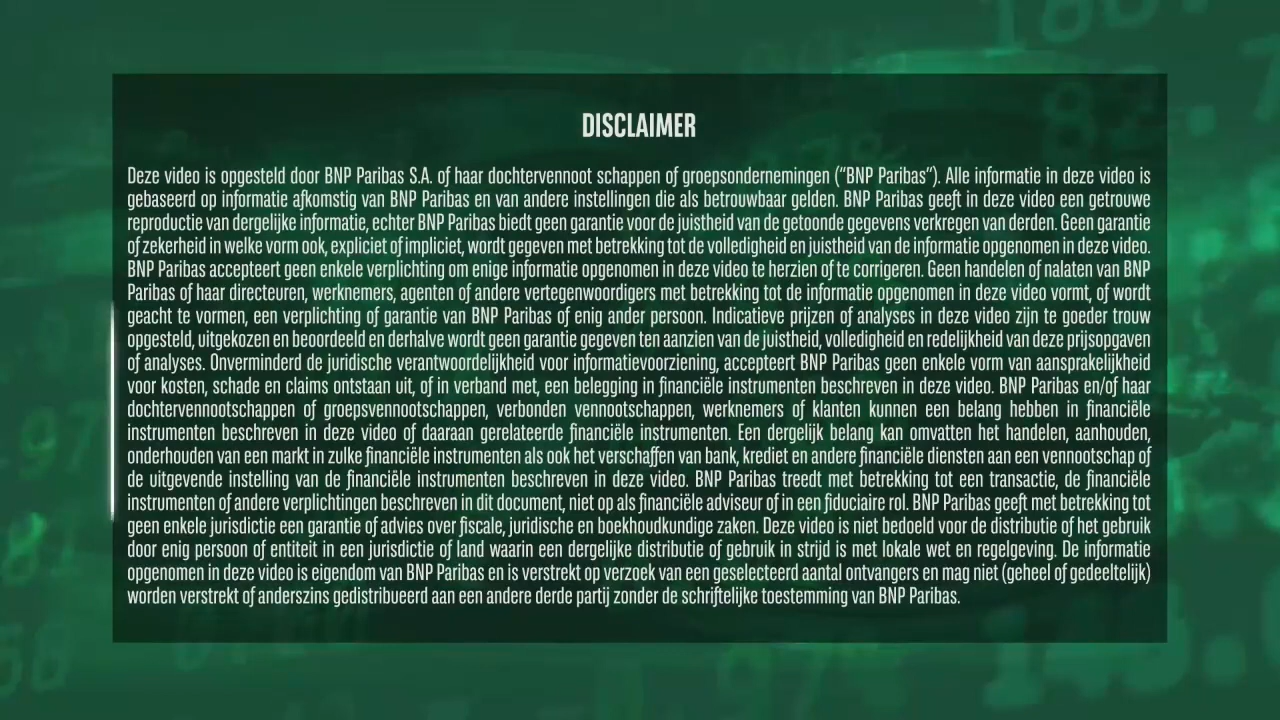 DISCLAIMER
Deze video is opgesteld door BNP Paribas S.A. of haar dochtervennoot schappen of groepsondernemingen (“BNP Paribas”). Alle informatie in deze video is
gebaseerd op informatie afkomstig van BNP Paribas en van andere instellingen die als betrouwbaar gelden. BNP Paribas geeft in deze video een getrouwe
reproductie van dergelijke informatie, echter BNP Paribas biedt geen garantie voor de juistheid van de getoonde gegevens verkregen van derden. Geen garantie
of zekerheid in welke vorm ook, expliciet of impliciet, wordt gegeven met betrekking tot de volledigheid en juistheid van de informatie opgenomen in deze video.
BNP Paribas accepteert geen enkele verplichting om enige informatie opgenomen in deze video te herzien of te corrigeren. Geen handelen of nalaten van BNP
Paribas of haar directeuren, werknemers, agenten of andere vertegenwoordigers met betrekking tot de informatie opgenomen in deze video vormt, of wordt
geacht te vormen, een verplichting of garantie van BNP Paribas of enig ander persoon. Indicatieve prijzen of analyses in deze video zijn te goeder trouw
opgesteld, uitgekozen en beoordeeld en derhalve wordt geen garantie gegeven ten aanzien van de juistheid, volledigheid en redelijkheid van deze prijsopgaven
of analyses. Onverminderd de juridische verantwoordelijkheid voor informatievoorziening, accepteert BNP Paribas geen enkele vorm van aansprakelijkheid
voor kosten, schade en claims ontstaan uit, of in verband met, een belegging in financiële instrumenten beschreven in deze video. BNP Paribas en/of haar
dochtervennootschappen of groepsvennootschappen, verbonden vennootschappen, werknemers of klanten kunnen een belang hebben in financiële
instrumenten beschreven in deze video of daaraan gerelateerde financiële instrumenten. Een dergelijk belang kan omvatten het handelen, aanhouden,
onderhouden van een markt in zulke financiële instrumenten als ook het verschaffen van bank, krediet en andere financiële diensten aan een vennootschap of
de uitgevende instelling van de financiële instrumenten beschreven in deze video. BNP Paribas treedt met betrekking tot een transactie, de financiële
instrumenten of andere verplichtingen beschreven in dit document, niet op als financiële adviseur of in een fiduciaire rol. BNP Paribas geeft met betrekking tot
geen enkele jurisdictie een garantie of advies over fiscale, juridische en boekhoudkundige zaken. Deze video is niet bedoeld voor de distributie of het gebruik
door enig persoon of entiteit in een jurisdictie of land waarin een dergelijke distributie of gebruik in strijd is met lokale wet en regelgeving. De informatie
opgenomen in deze video is eigendom van BNP Paribas en is verstrekt op verzoek van een geselecteerd aantal ontvangers en mag niet (geheel of gedeeltelijk)
worden verstrekt of anderszins gedistribueerd aan een andere derde partij zonder de schriftelijke toestemming van BNP Paribas.